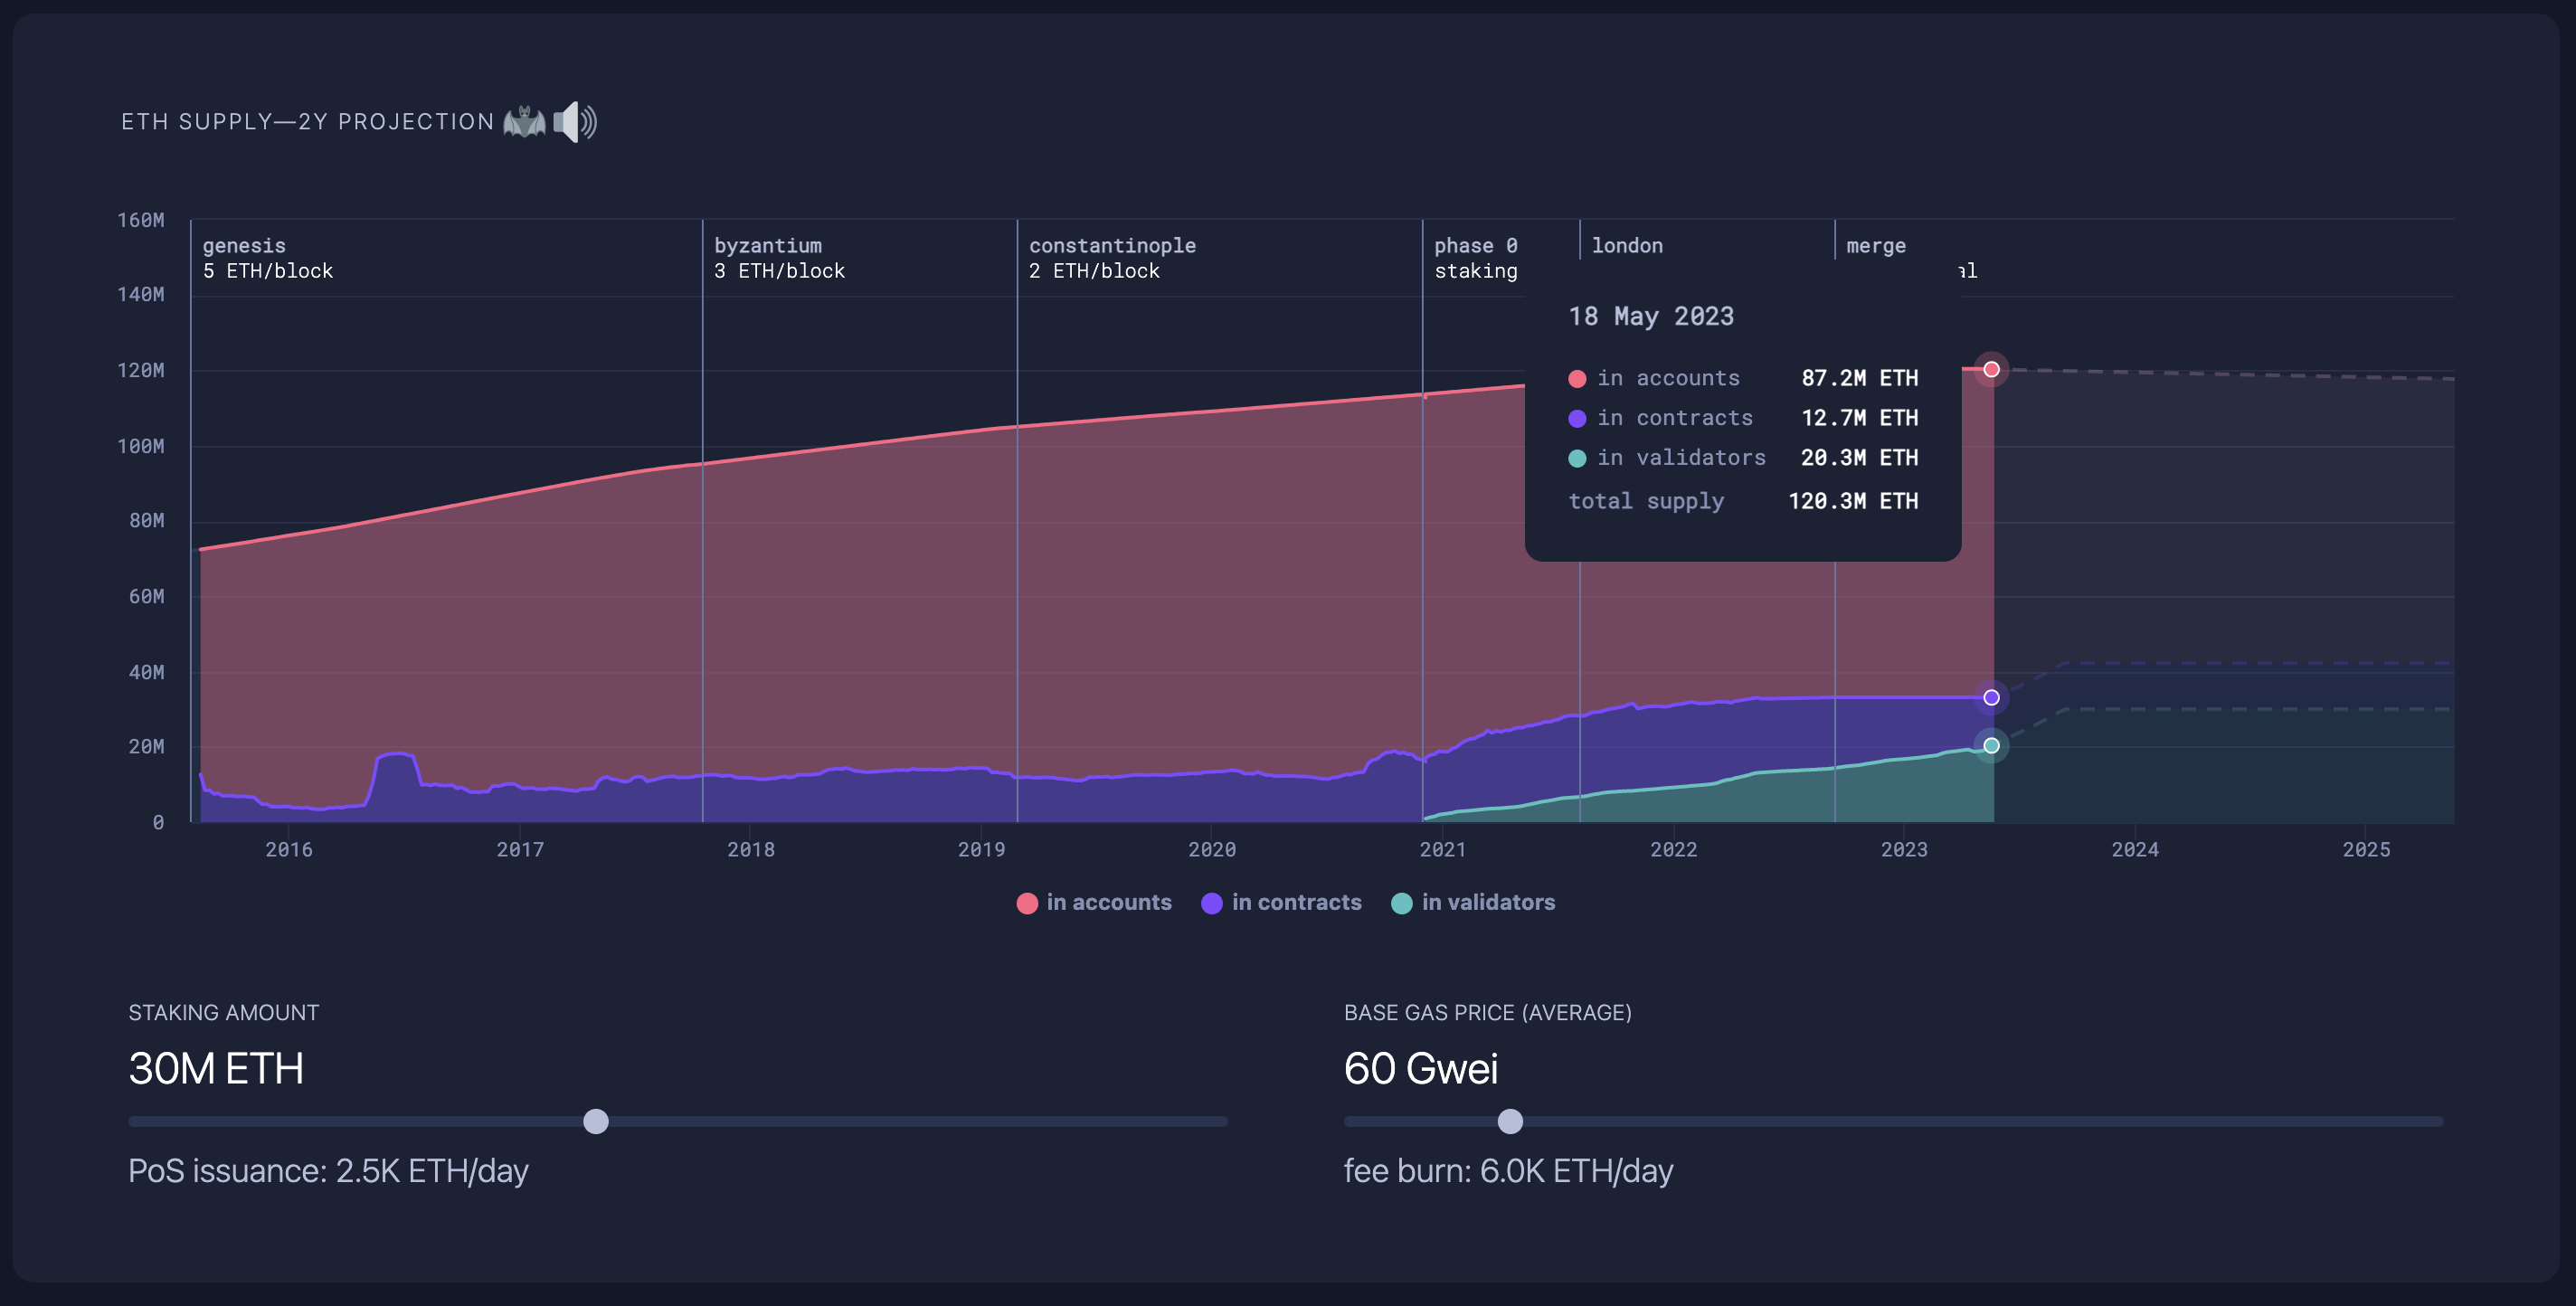 ETH SUPPLY—2Y PROJECTION
160M
140M
120M
100M
80M
60M
40M
20M
0
genesis
5 ETH/block
byzantium
3 ETH/block
constantinople
2 ETH/block
phase 0
staking
london
merge
18 May 2023
in accounts 87.2M ETH
in contracts 12.7M ETH
in validators 20.3M ETH
total supply 120.3M ETH
2016 2017 2018 2019 2020 2021 2022 2023 2024 2025
in accounts in contracts in validators
STAKING AMOUNT
30M ETH
PoS issuance: 2.5K ETH/day
BASE GAS PRICE (AVERAGE)
60 Gwei
fee burn: 6.0K ETH/day